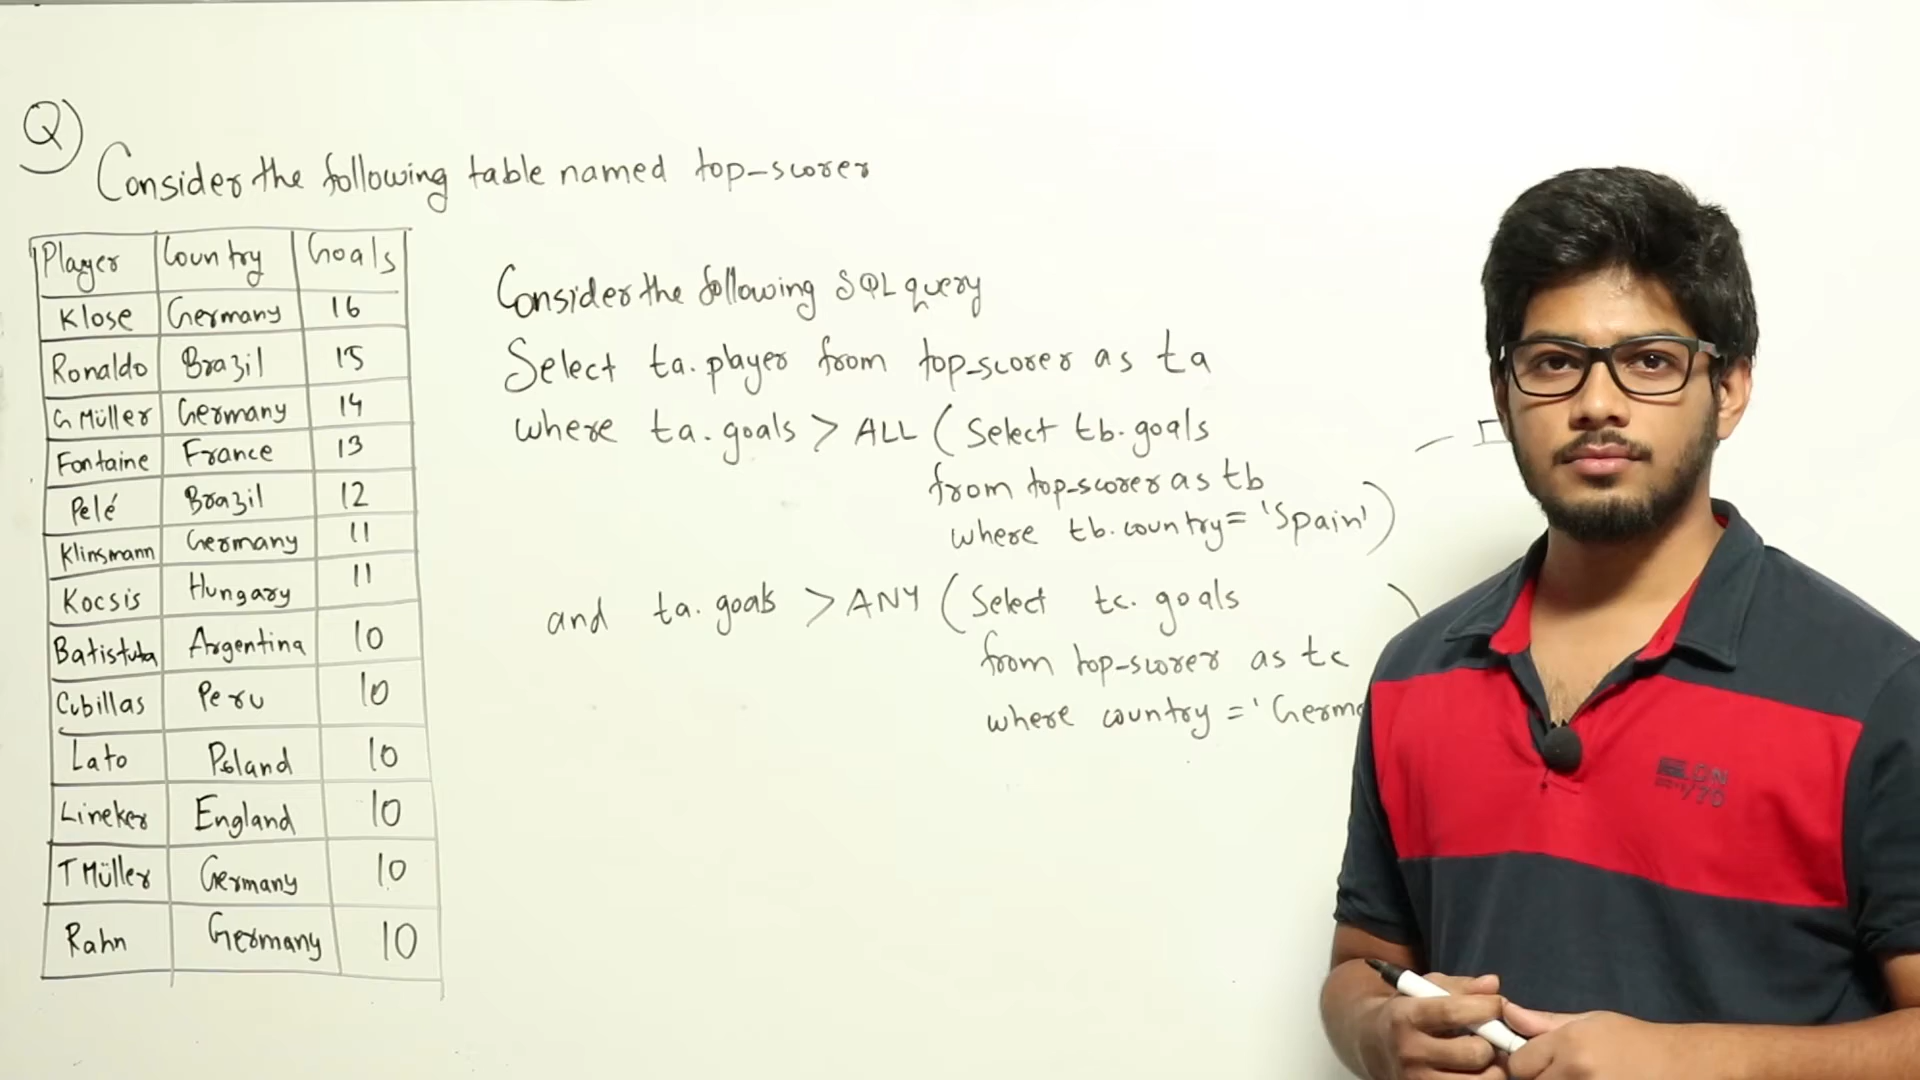 Q)
Consider the following table named top-scorer
Player Country Goals
Klose Germany 16
Ronaldo Brazil 15
G Müller Germany 14
Fontaine France 13
Pelé Brazil 12
Klinsmann Germany 11
Kocsis Hungary 11
Batistuta Argentina 10
Cubillas Peru 10
Lato Poland 10
Lineker England 10
T Müller Germany 10
Rahn Germany 10
Consider the following SQL query
Select ta.player from top_scorer as ta
where ta.goals > ALL (Select tb.goals
from top-scorer as tb
where tb.country = 'Spain')
and ta.goals > ANY (Select tc.goals
from top-scorer as tc
where country = 'Germa